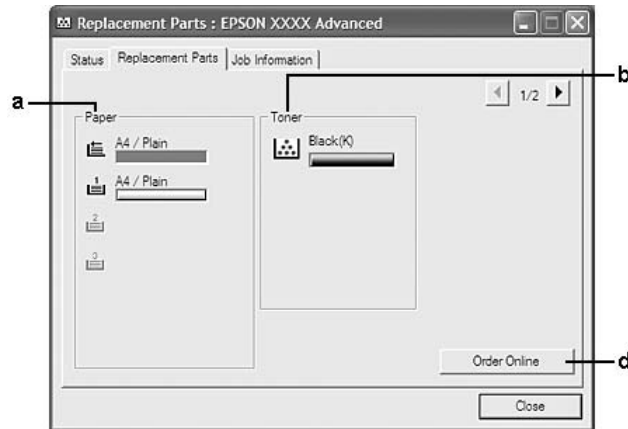 Replacement Parts : EPSON XXXX Advanced
Status Replacement Parts Job Information
b
a
1/2
Paper
Toner
A4 / Plain
Black(K)
1
A4 / Plain
2
3
Order Online
d
Close